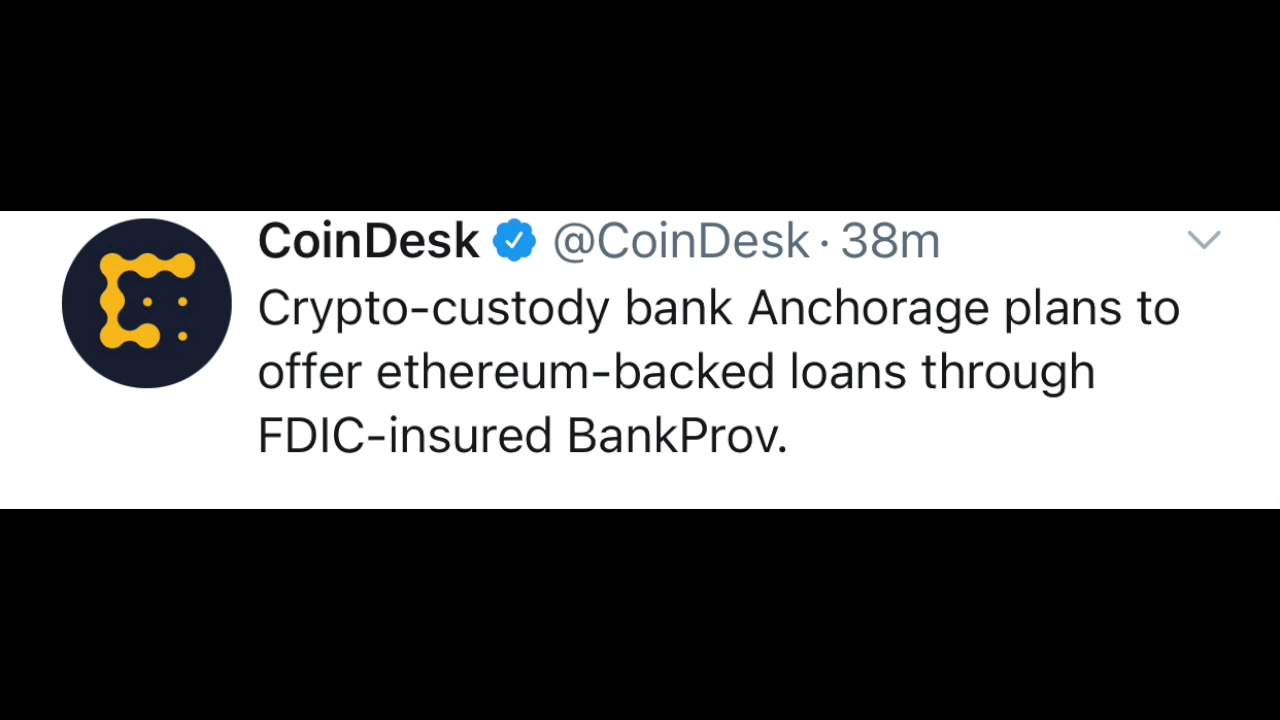 CoinDesk @CoinDesk · 38m
Crypto-custody bank Anchorage plans to
offer ethereum-backed loans through
FDIC-insured BankProv.